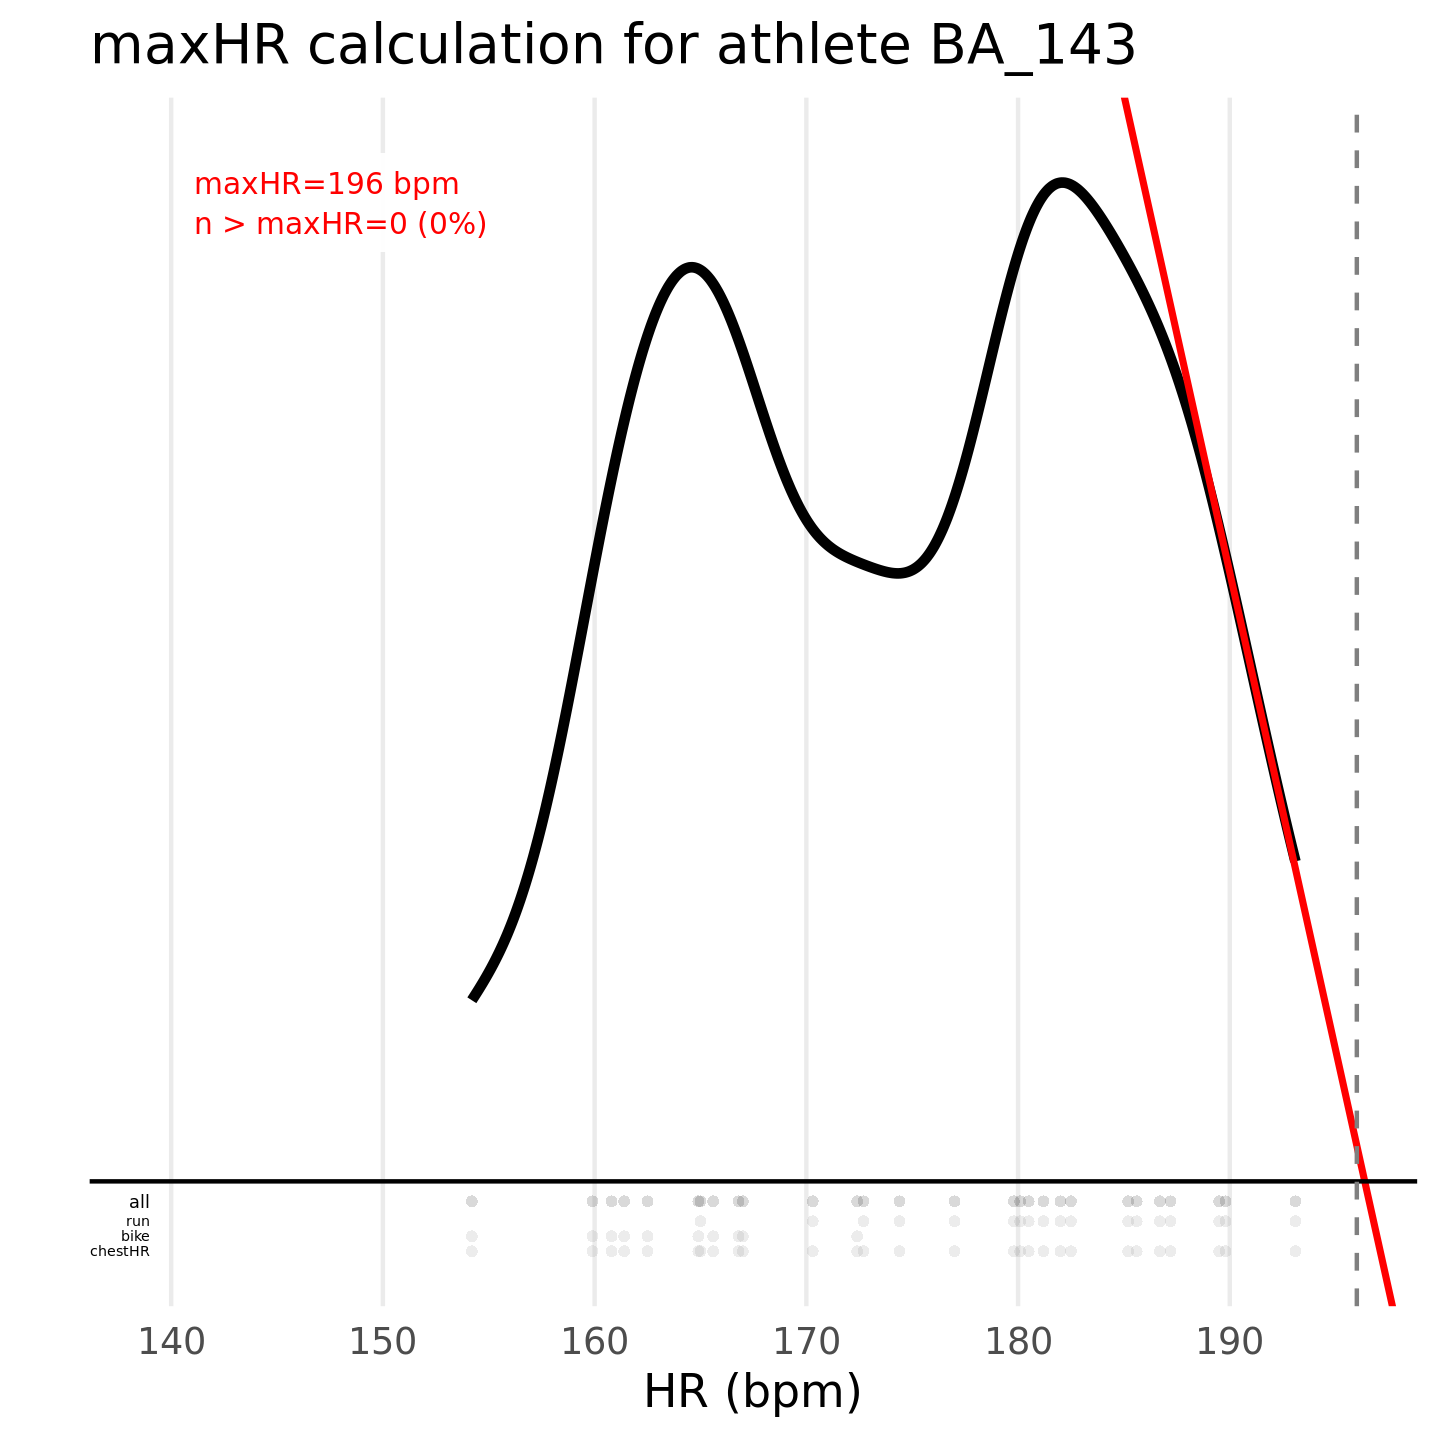 maxHR calculation for athlete BA_143
maxHR=196 bpm
n > maxHR=0 (0%)
all
run
bike
chestHR
140 150 160 170 180 190
HR (bpm)